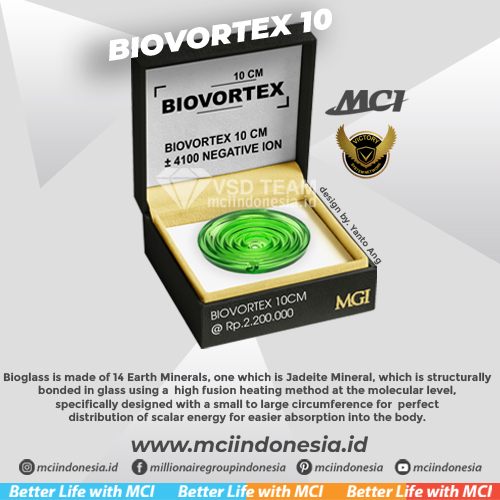 BIOVORTEX 10
10 CM
BIOVORTEX
BIOVORTEX 10 CM
± 4100 NEGATIVE ION
VSD TEAM
mciindonesia.id
MCI
VICTORY
design by. Yanto Ang
BIOVORTEX 10CM
@ Rp.2.200.000
MGI
Bioglass is made of 14 Earth Minerals, one which is Jadeite Mineral, which is structurally
bonded in glass using a high fusion heating method at the molecular level,
specifically designed with a small to large circumference for perfect
distribution of scalar energy for easier absorption into the body.
www.mciindonesia.id
mciindonesia.id
millionairegroupindonesia
mciindonesia.id
mciindonesia.id
Better Life with MCI
Better Life with MCI
Better Life with MCI